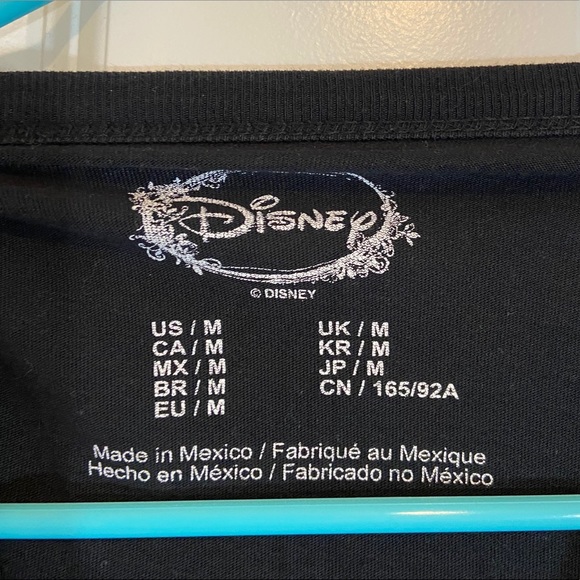 Disney
© DISNEY
US / M
CA / M
MX / M
BR / M
EU / M
UK / M
KR / M
JP / M
CN / 165/92A
Made in Mexico / Fabriqué au Mexique
Hecho en México / Fabricado no México